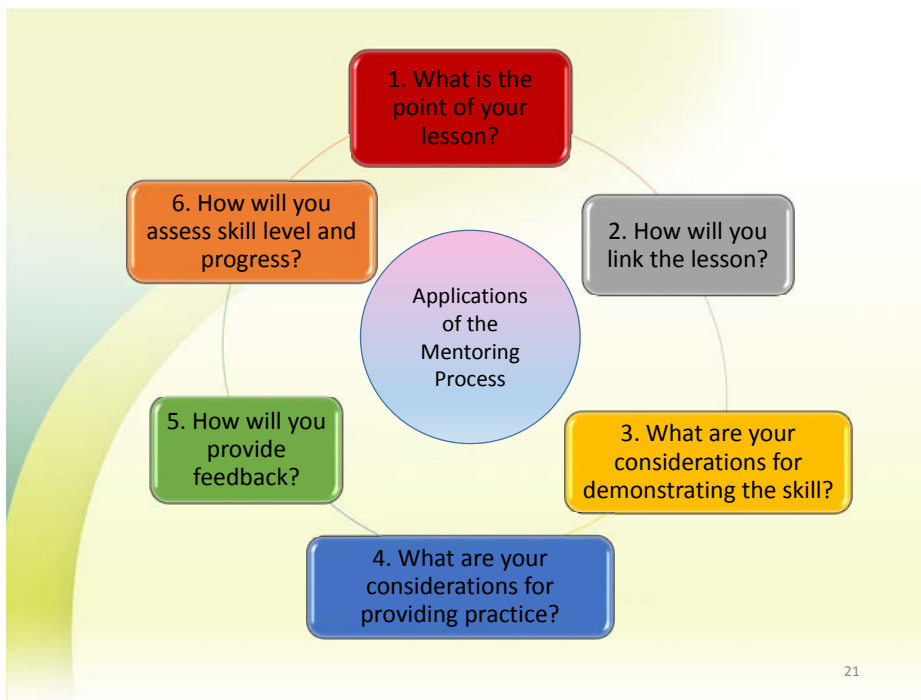 1. What is the
point of your
lesson?
2. How will you
link the lesson?
3. What are your
considerations for
demonstrating the skill?
4. What are your
considerations for
providing practice?
5. How will you
provide
feedback?
6. How will you
assess skill level and
progress?
Applications
of the
Mentoring
Process
21